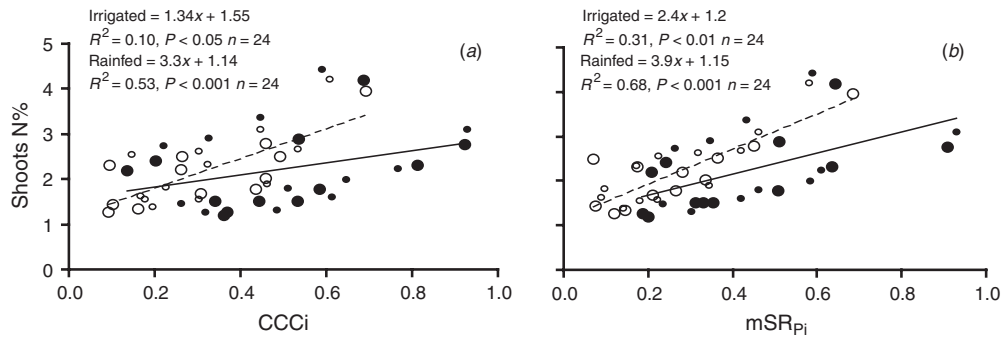 Irrigated = 1.34x + 1.55
R² = 0.10, P < 0.05 n = 24
Rainfed = 3.3x + 1.14
R² = 0.53, P < 0.001 n = 24
(a)
Irrigated = 2.4x + 1.2
R² = 0.31, P < 0.01 n = 24
Rainfed = 3.9x + 1.15
R² = 0.68, P < 0.001 n = 24
(b)
Shoots N%
5
4
3
2
1
0
0.0 0.2 0.4 0.6 0.8 1.0
CCCi
0.0 0.2 0.4 0.6 0.8 1.0
mSR_Pi